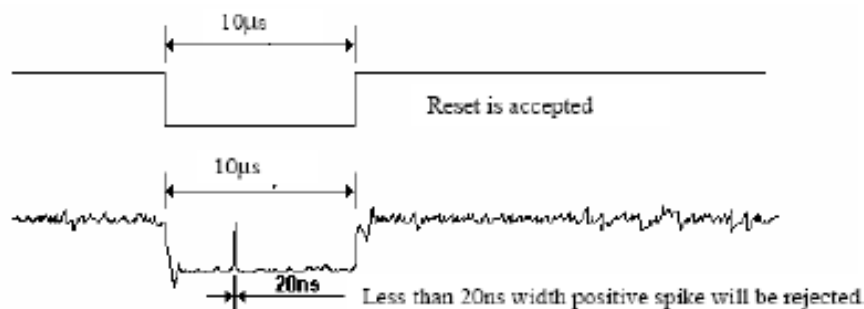 10μs
Reset is accepted
10μs
20ns
Less than 20ns width positive spike will be rejected